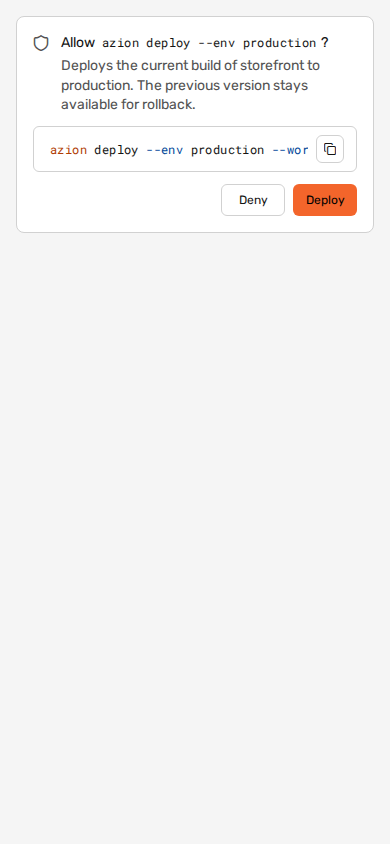 Allow azion deploy --env production ?
Deploys the current build of storefront to
production. The previous version stays
available for rollback.
azion deploy --env production --wor
Deny
Deploy